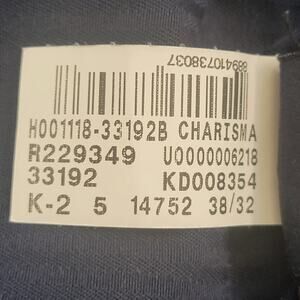 889410738037
H001118-33192B CHARISMA
R229349 U0000006218
33192 KD008354
K-2 5 14752 38/32